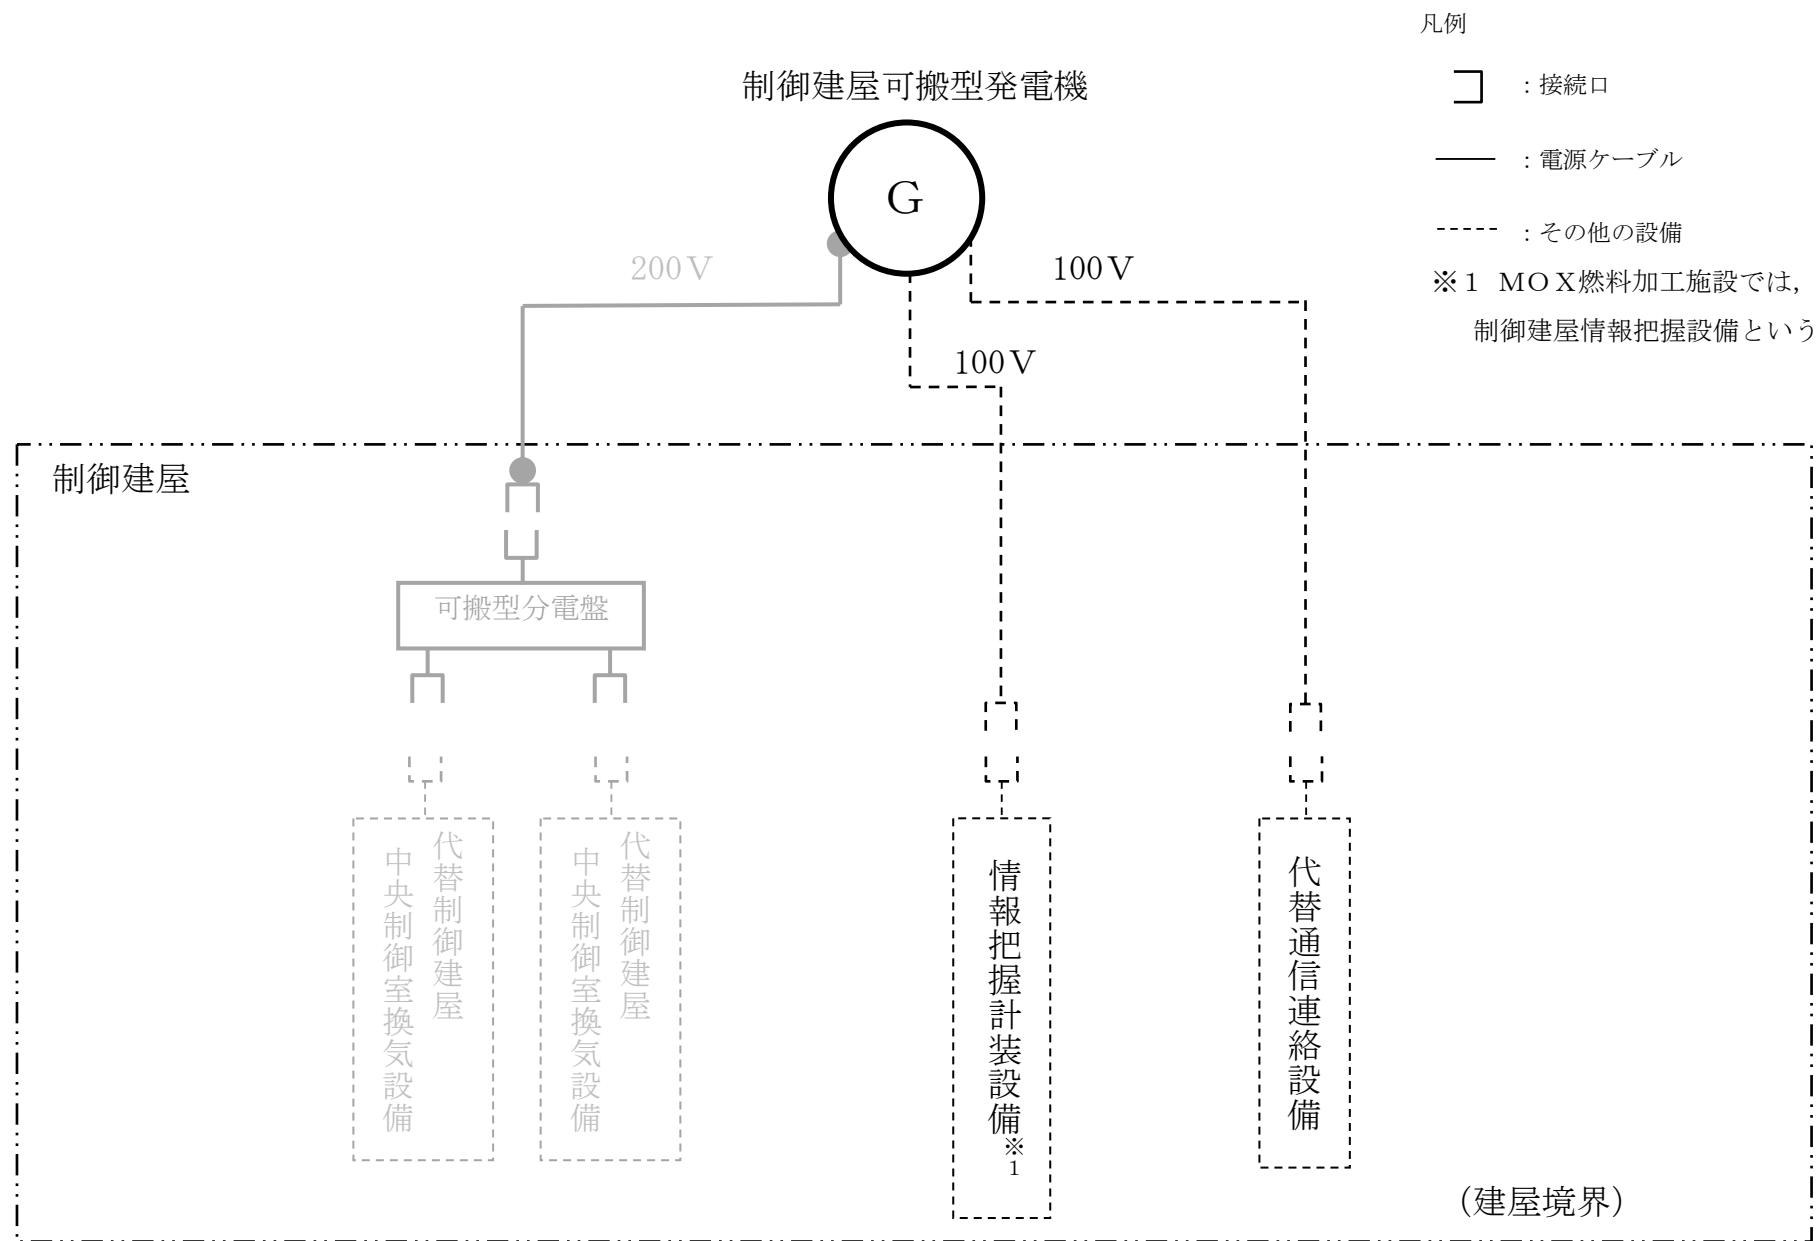 凡例
制御建屋可搬型発電機
：接続口
：電源ケーブル
G
：その他の設備
200V
100V
※1 MOX燃料加工施設では，
制御建屋情報把握設備という
100V
制御建屋
可搬型分電盤
代替制御建屋
中央制御室換気設備
代替制御建屋
中央制御室換気設備
情報把握計装設備※1
代替通信連絡設備
（建屋境界）